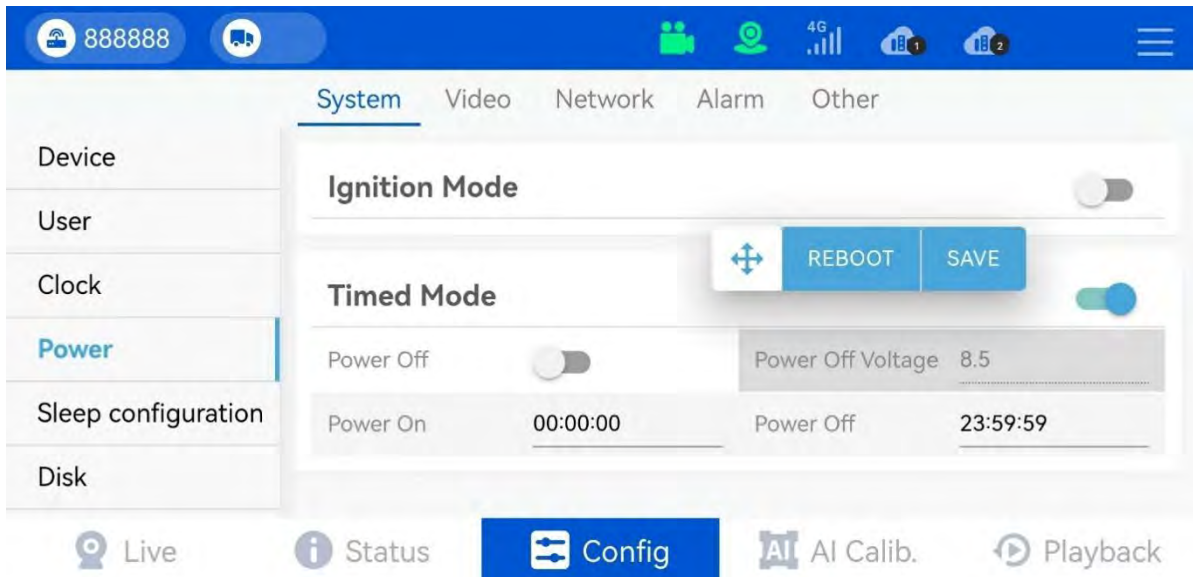 888888
4G
1
2
System Video Network Alarm Other
Device
User
Clock
Power
Sleep configuration
Disk
Ignition Mode
REBOOT SAVE
Timed Mode
Power Off
Power Off Voltage 8.5
Power On 00:00:00
Power Off 23:59:59
Live Status Config AI AI Calib. Playback